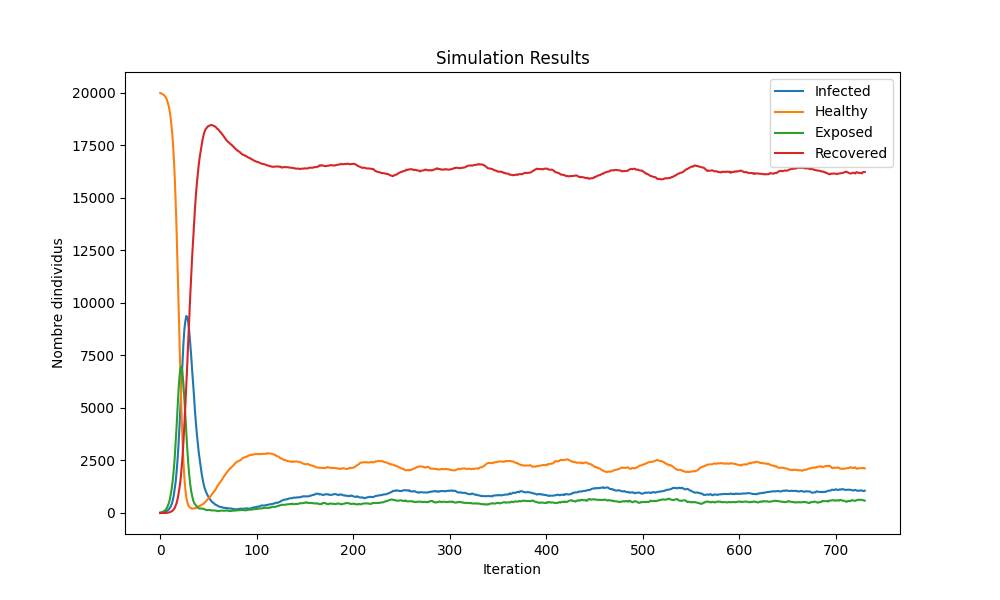 Simulation Results
Infected
Healthy
Exposed
Recovered
Nombre dindividus
20000
17500
15000
12500
10000
7500
5000
2500
0
0 100 200 300 400 500 600 700
Iteration